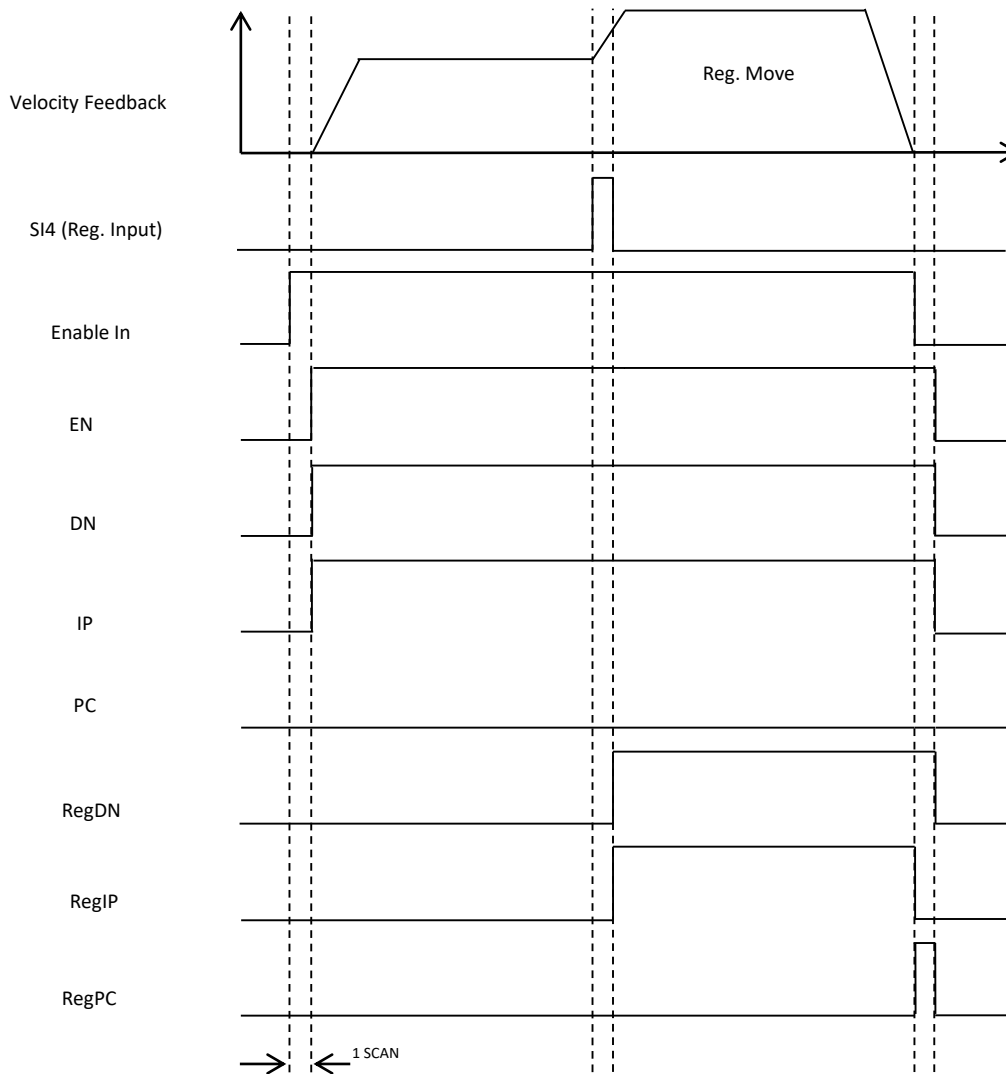 Velocity Feedback
Reg. Move
SI4 (Reg. Input)
Enable In
EN
DN
IP
PC
RegDN
RegIP
RegPC
1 SCAN